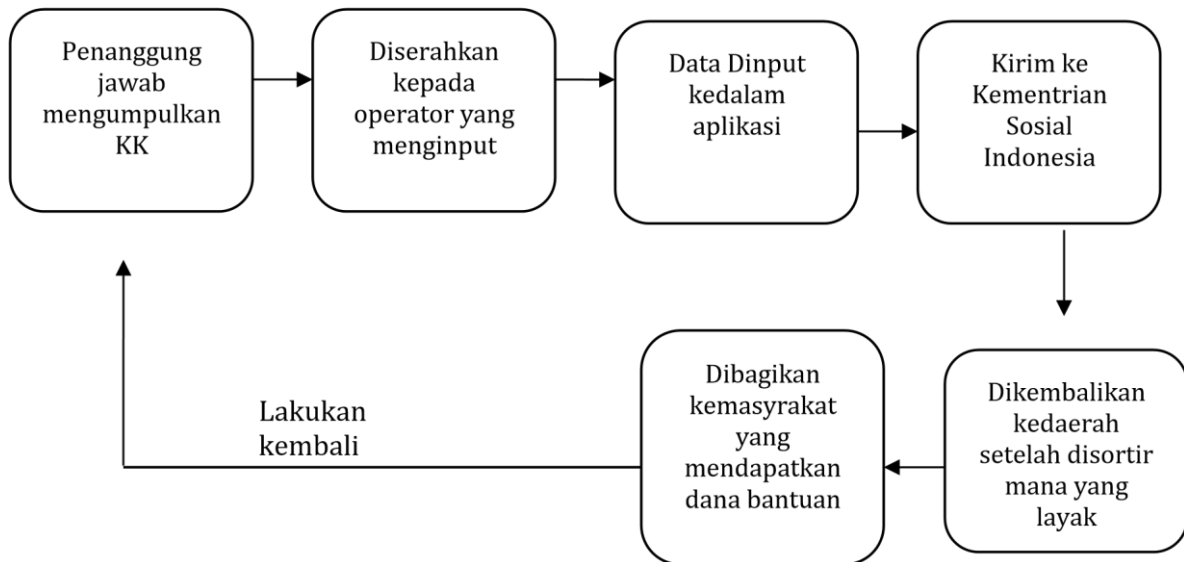 Penanggung
jawab
mengumpulkan
KK
Diserahkan
kepada
operator yang
menginput
Data Dinput
kedalam
aplikasi
Kirim ke
Kementrian
Sosial
Indonesia
Dikembalikan
kedaerah
setelah disortir
mana yang
layak
Dibagikan
kemasyrakat
yang
mendapatkan
dana bantuan
Lakukan
kembali